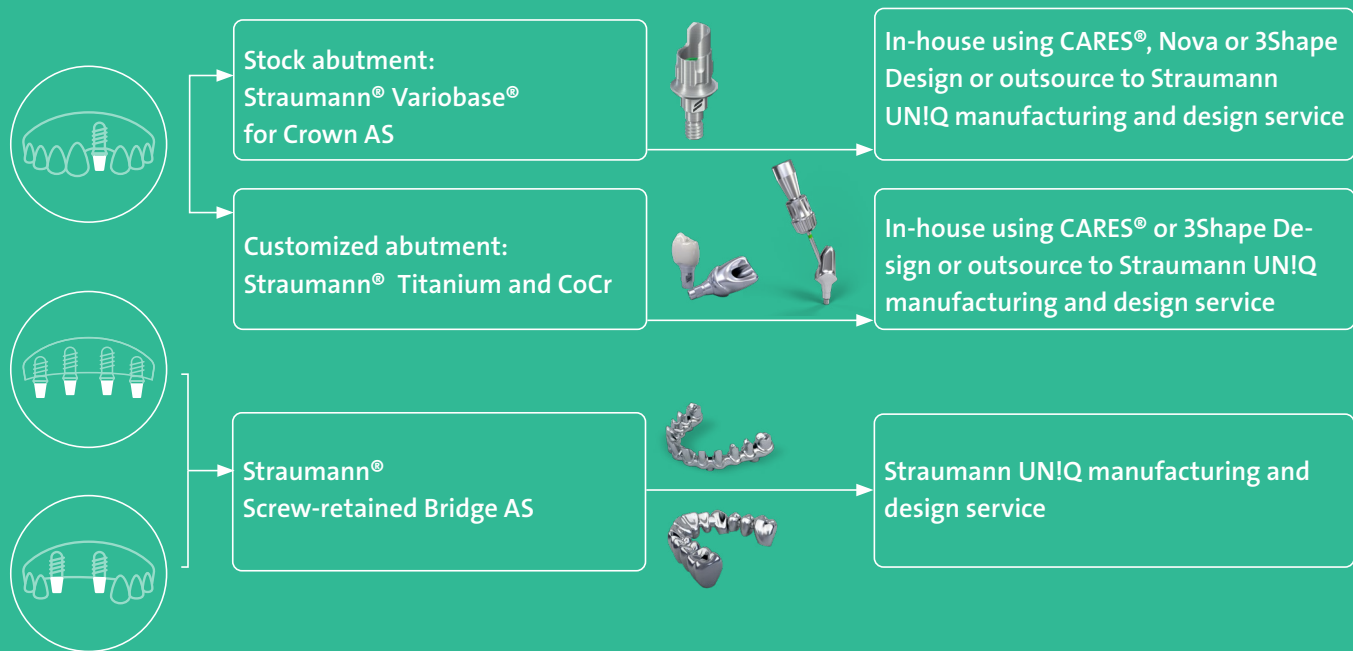 Stock abutment:
Straumann® Variobase®
for Crown AS
In-house using CARES®, Nova or 3Shape
Design or outsource to Straumann
UN!Q manufacturing and design service
Customized abutment:
Straumann® Titanium and CoCr
In-house using CARES® or 3Shape De-
sign or outsource to Straumann UN!Q
manufacturing and design service
Straumann®
Screw-retained Bridge AS
Straumann UN!Q manufacturing and
design service